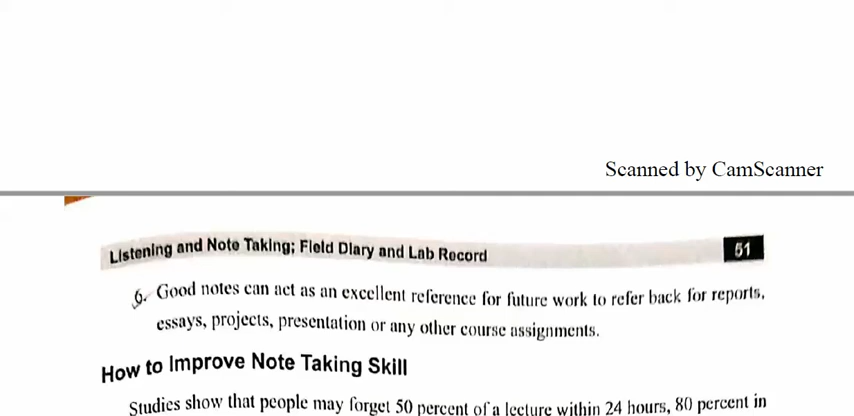 Scanned by CamScanner
Listening and Note Taking; Field Diary and Lab Record 51
6. Good notes can act as an excellent reference for future work to refer back for reports,
essays, projects, presentation or any other course assignments.
How to Improve Note Taking Skill
Studies show that people may forget 50 percent of a lecture within 24 hours, 80 percent in